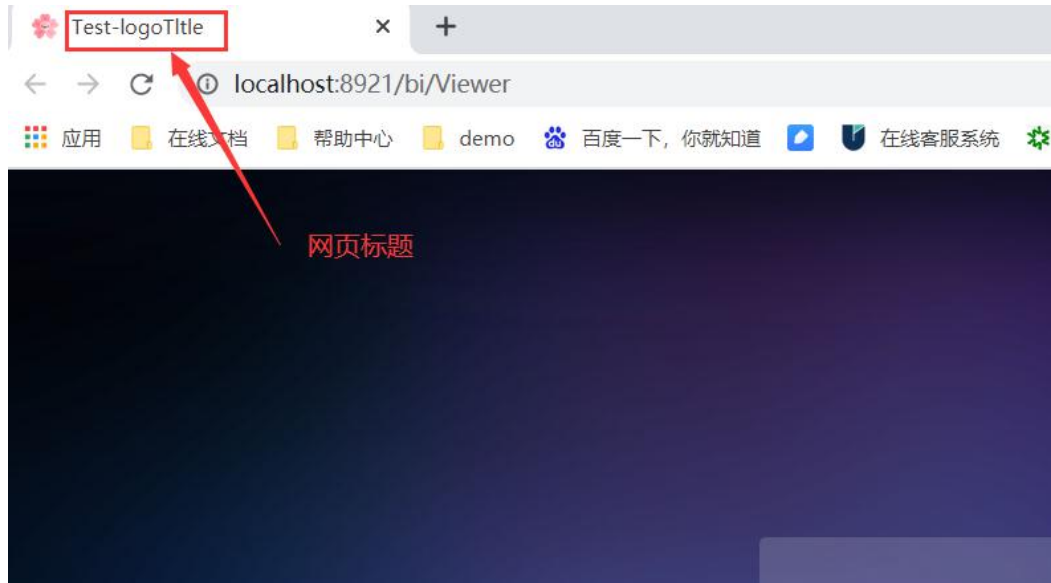 Test-logoTltle
localhost:8921/bi/Viewer
应用 在线文档 帮助中心 demo 百度一下，你就知道 在线客服系统
网页标题